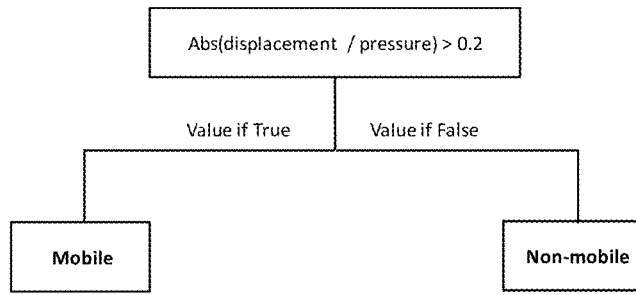 Abs(displacement / pressure) > 0.2
Value if True
Value if False
Mobile
Non-mobile